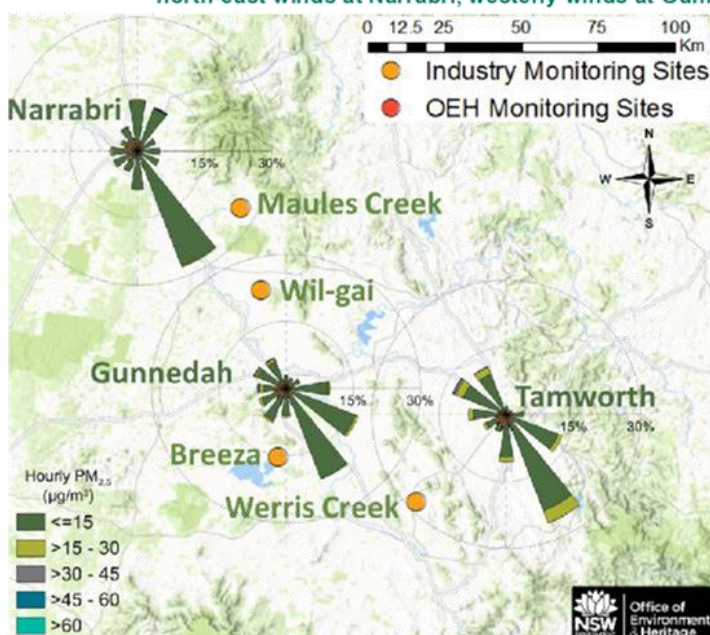 north-east winds at Narrabri, westerly winds at Gun
0 12.5 25 50 75 100
Km
Industry Monitoring Sites
OEH Monitoring Sites
Narrabri
15% 30%
N
W E
S
Maules Creek
Wil-gai
Gunnedah
15% 30%
Tamworth
15% 30%
Breeza
Werris Creek
Hourly PM2.5
(µg/m³)
<=15
>15 - 30
>30 - 45
>45 - 60
>60
NSW
Office of
Environment
& Heritage